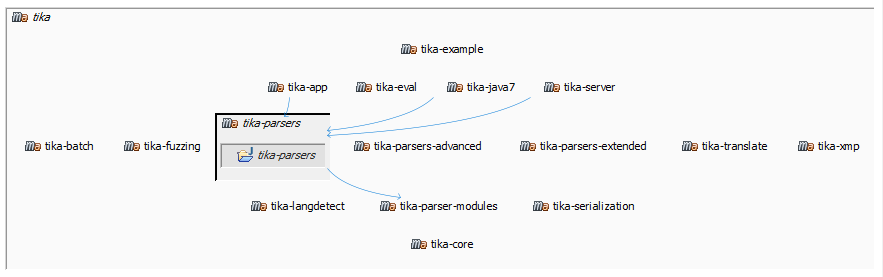 tika
tika-example
tika-app tika-eval tika-java7 tika-server
tika-parsers
tika-batch tika-fuzzing tika-parsers-advanced tika-parsers-extended tika-translate tika-xmp
tika-parsers
tika-langdetect tika-parser-modules tika-serialization
tika-core